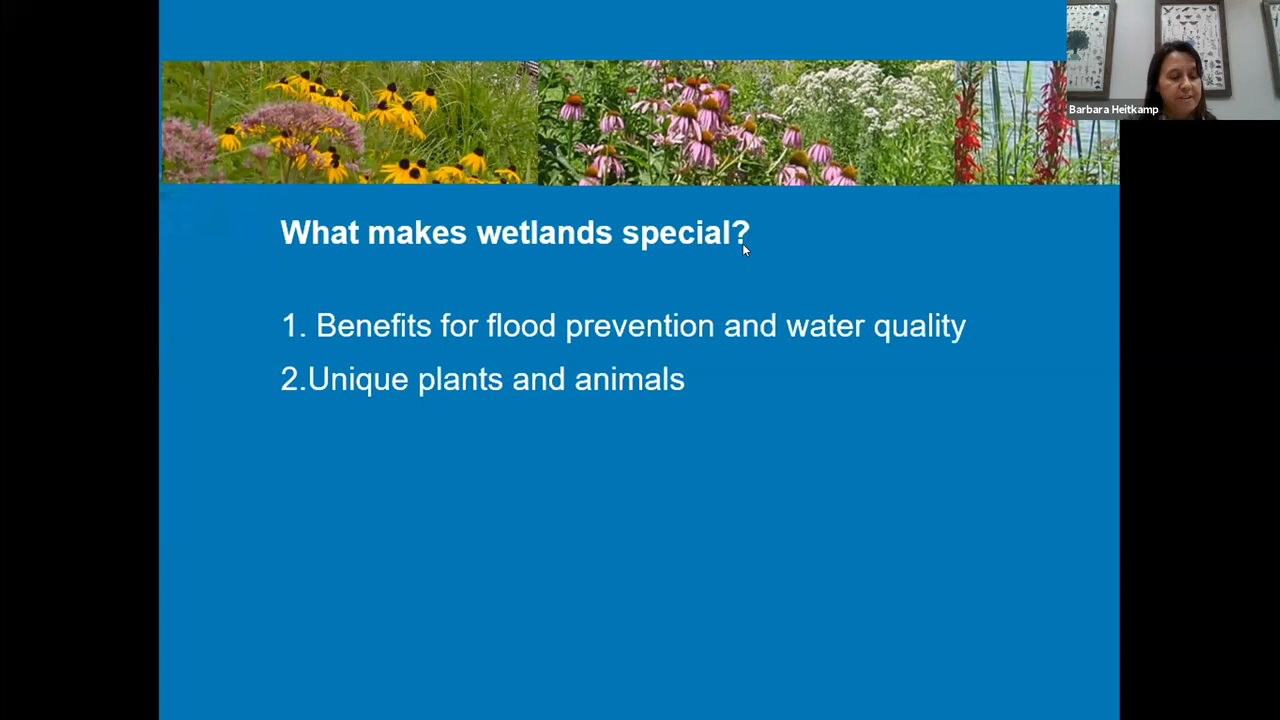 Barbara Heitkamp
What makes wetlands special?
1. Benefits for flood prevention and water quality
2.Unique plants and animals